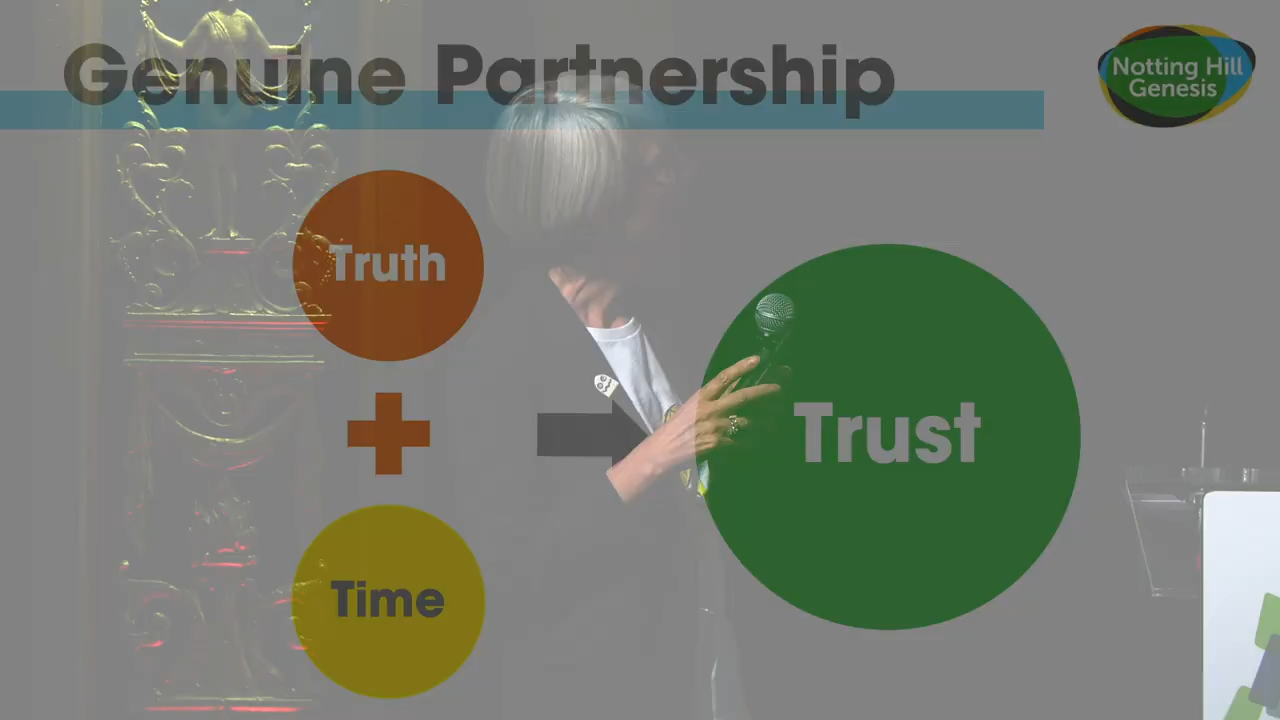 Genuine Partnership
Notting Hill
Genesis
Truth
Trust
Time